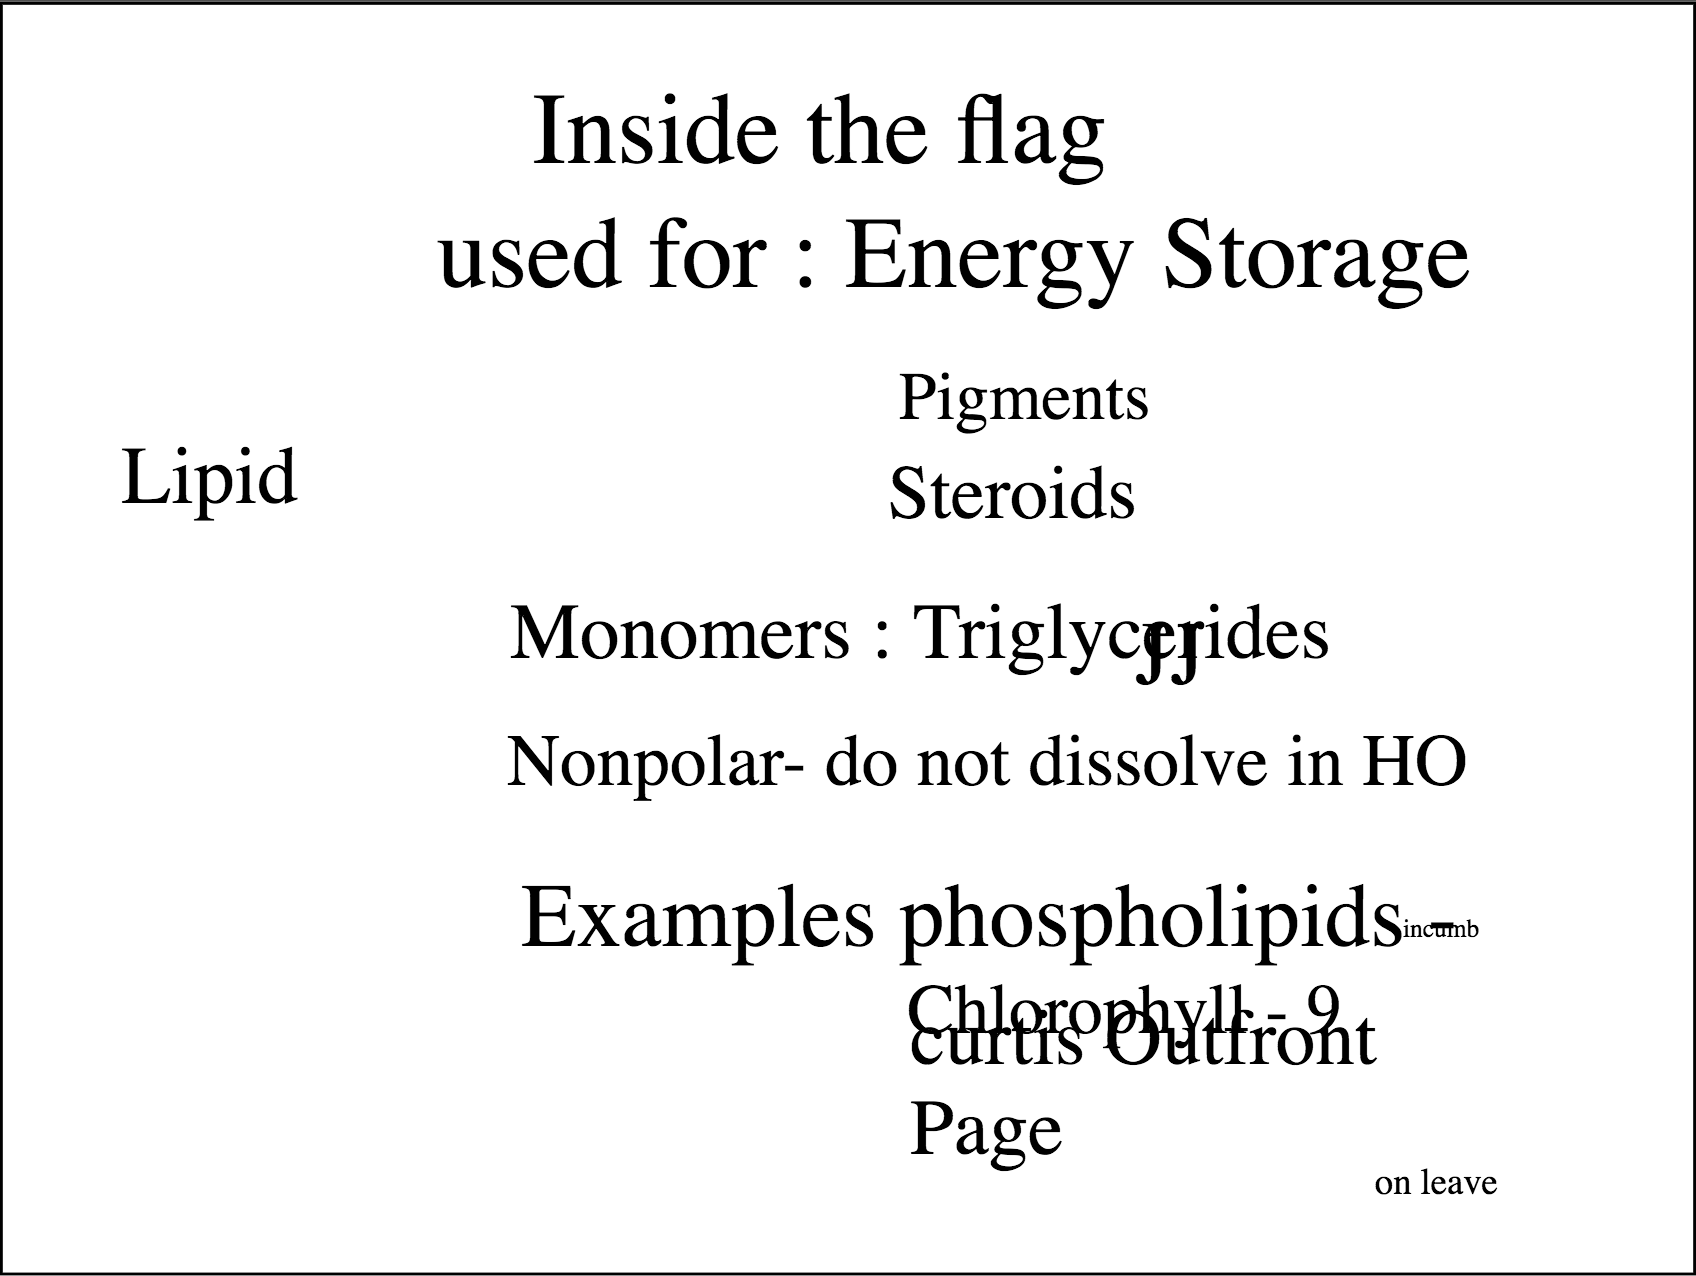 Inside the flag
used for : Energy Storage
Pigments
Lipid
Steroids
Monomers : Triglycerides
JJ
Nonpolar- do not dissolve in HO
Examples phospholipids -
incumb
Chlorophyll - 9
curtis Outfront
Page
on leave